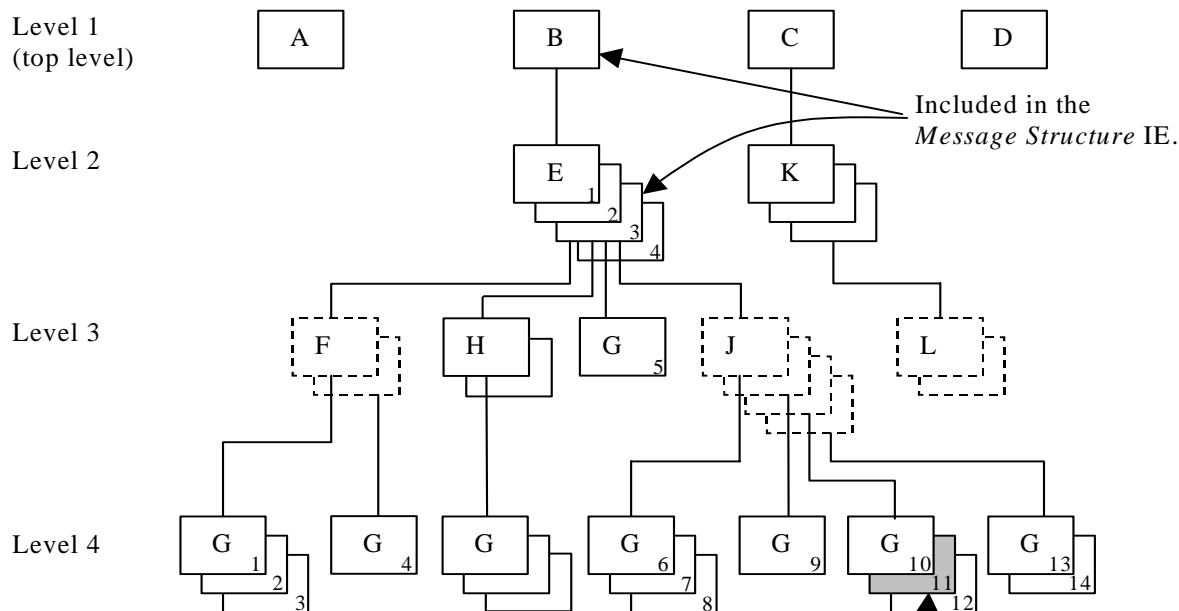 Level 1
(top level)
A
B
C
D
Included in the
Message Structure IE.
Level 2
E
1
2
3
4
K
Level 3
F
H
G
5
J
L
Level 4
G
1
2
3
G
4
G
G
6
7
8
G
9
G
10
11
12
G
13
14